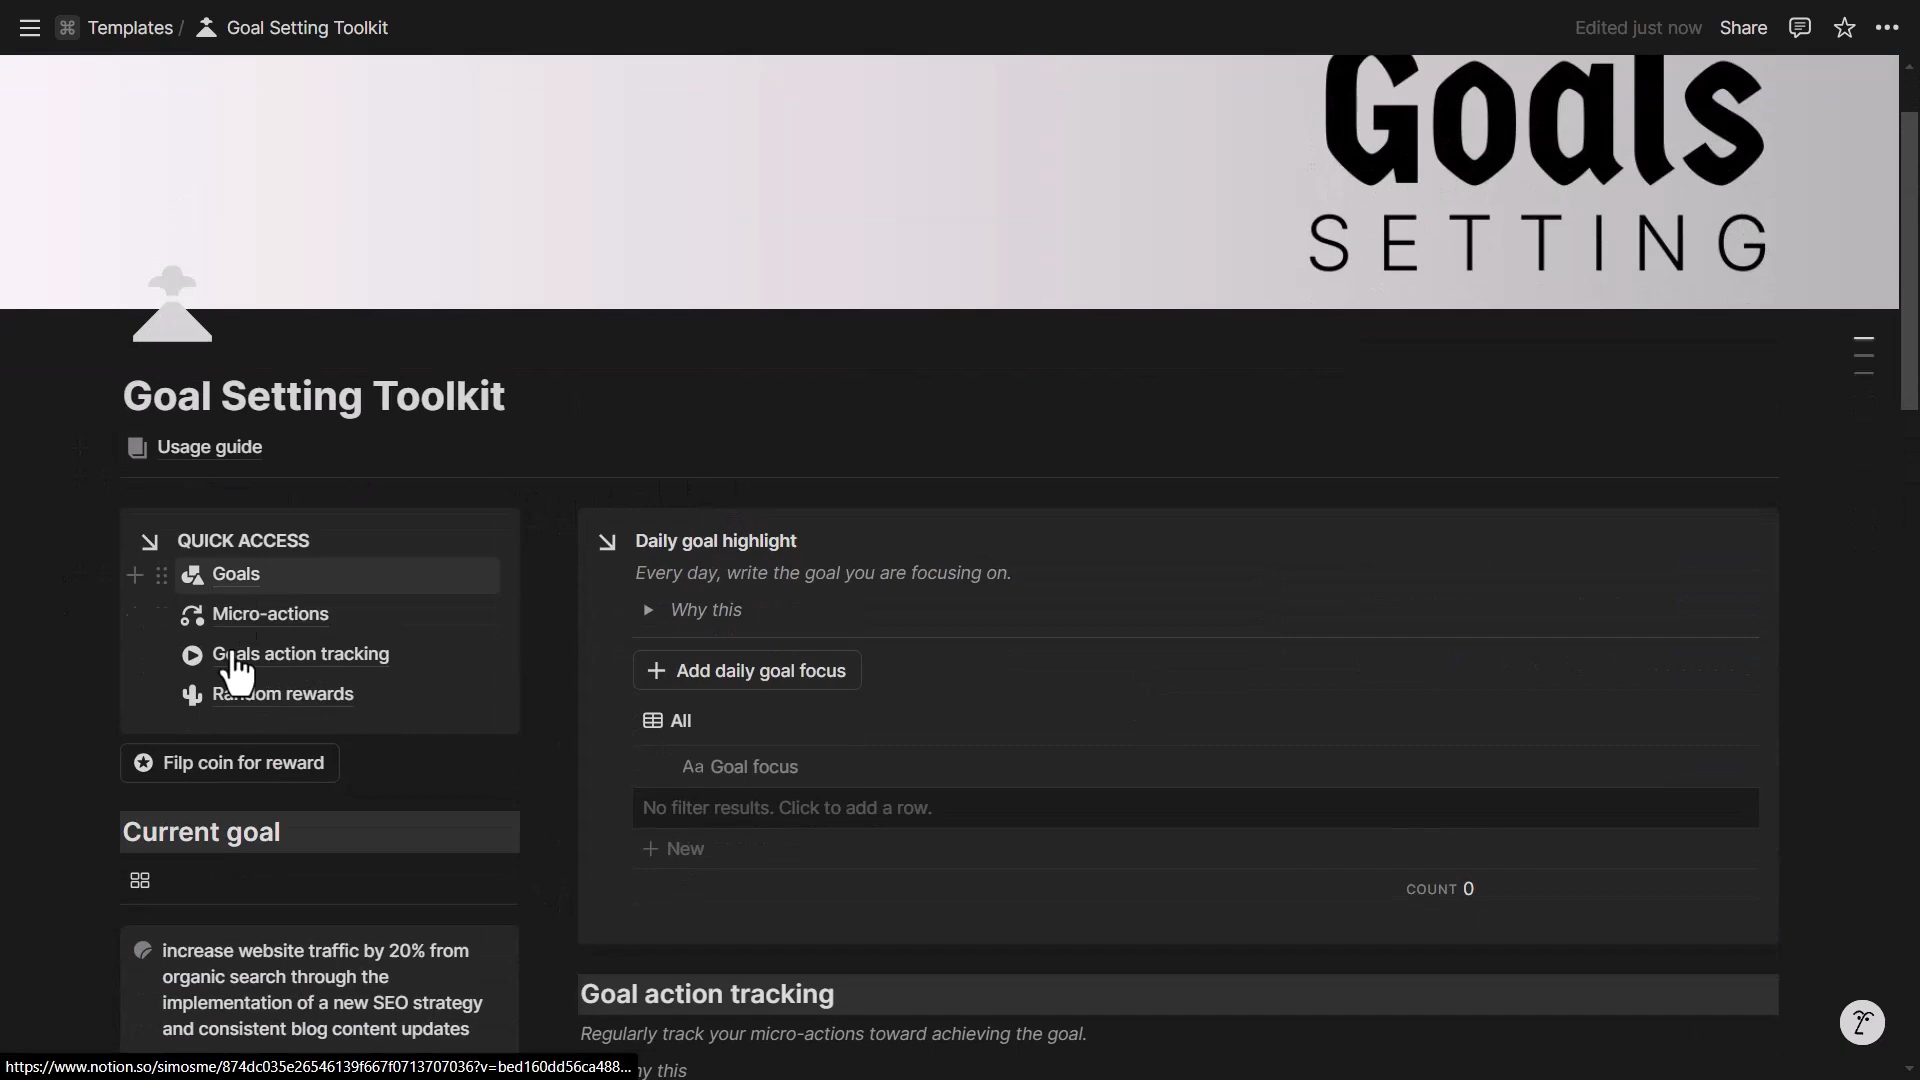 Templates / Goal Setting Toolkit
Edited just now Share
Goals
SETTING
Goal Setting Toolkit
Usage guide
QUICK ACCESS
Goals
Micro-actions
Goals action tracking
Random rewards
Filp coin for reward
Current goal
increase website traffic by 20% from
organic search through the
implementation of a new SEO strategy
and consistent blog content updates
Daily goal highlight
Every day, write the goal you are focusing on.
Why this
Add daily goal focus
All
Aa Goal focus
No filter results. Click to add a row.
New
COUNT 0
Goal action tracking
Regularly track your micro-actions toward achieving the goal.
this
https://www.notion.so/simosme/874dc035e26546139f667f0713707036?v=bed160dd56ca488...